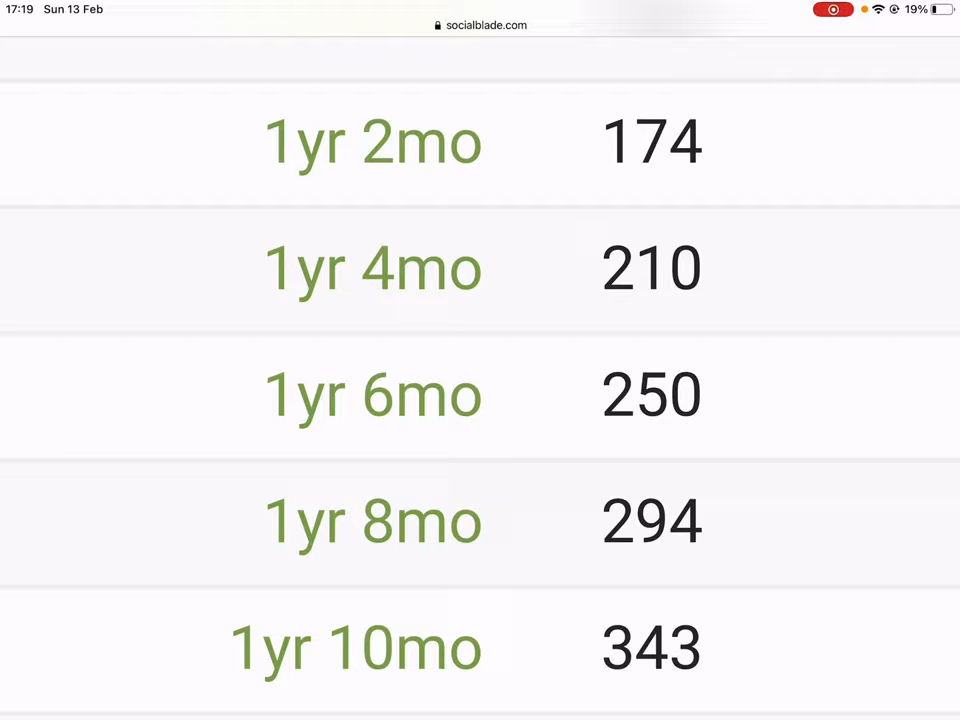 17:19 Sun 13 Feb 19%
socialblade.com
1yr 2mo 174
1yr 4mo 210
1yr 6mo 250
1yr 8mo 294
1yr 10mo 343